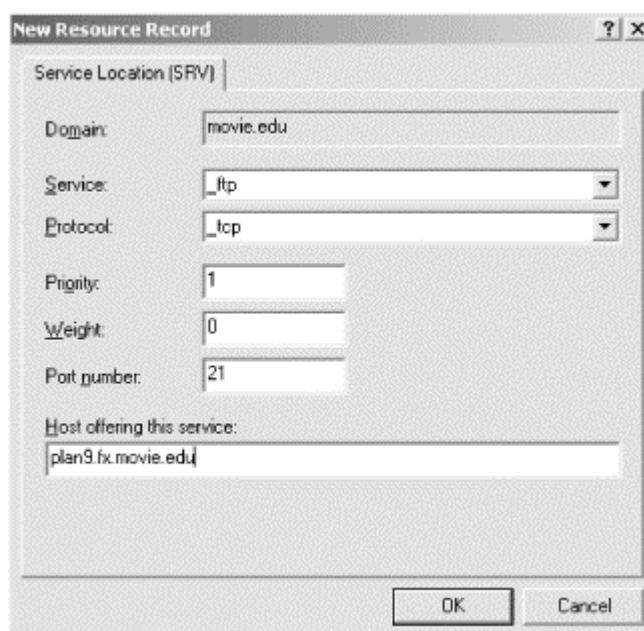 New Resource Record
Service Location (SRV)
Domain: movie.edu
Service: _ftp
Protocol: _tcp
Priority: 1
Weight: 0
Port number: 21
Host offering this service:
plan9.fx.movie.edu
OK Cancel